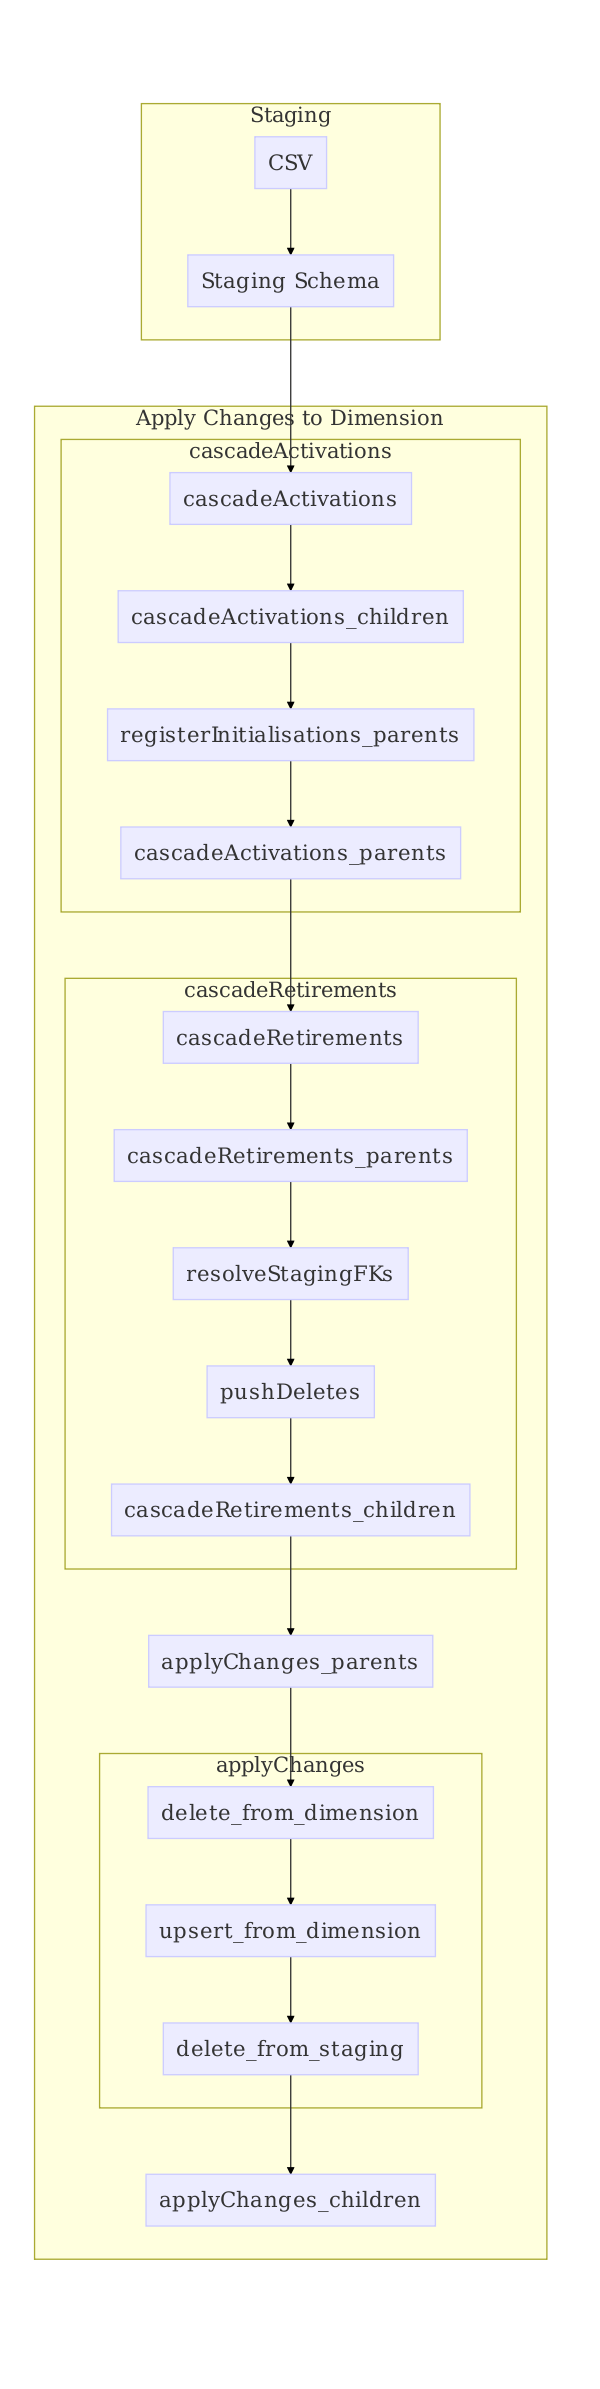 Staging
CSV
Staging Schema
Apply Changes to Dimension
cascadeActivations
cascadeActivations
cascadeActivations_children
registerInitialisations_parents
cascadeActivations_parents
cascadeRetirements
cascadeRetirements
cascadeRetirements_parents
resolveStagingFKs
pushDeletes
cascadeRetirements_children
applyChanges_parents
applyChanges
delete_from_dimension
upsert_from_dimension
delete_from_staging
applyChanges_children